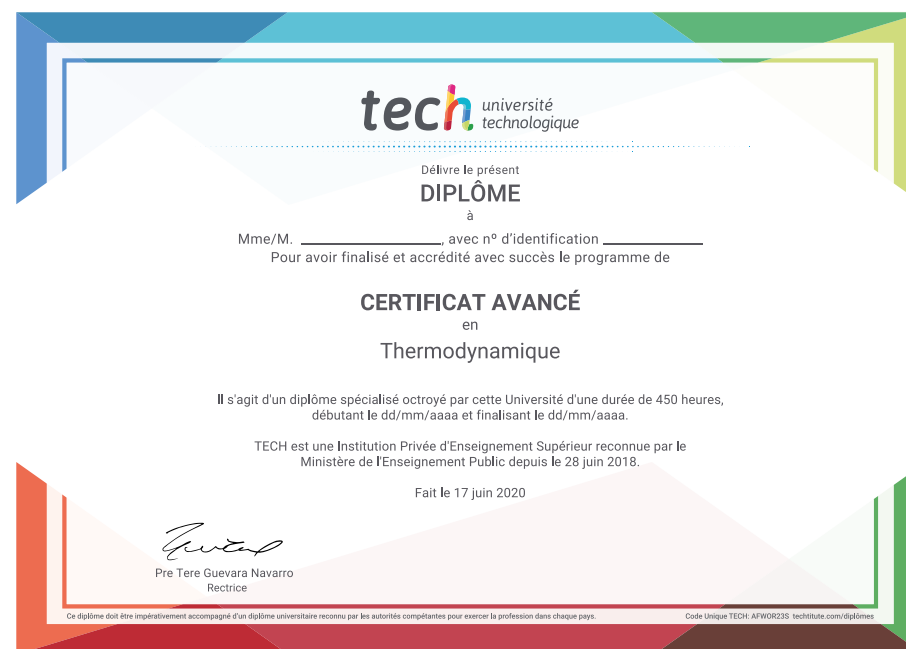 tech université
technologique
Délivre le présent
DIPLÔME
à
Mme/M. ____________________, avec nº d'identification ______________
Pour avoir finalisé et accrédité avec succès le programme de
CERTIFICAT AVANCÉ
en
Thermodynamique
Il s'agit d'un diplôme spécialisé octroyé par cette Université d'une durée de 450 heures,
débutant le dd/mm/aaaa et finalisant le dd/mm/aaaa.
TECH est une Institution Privée d'Enseignement Supérieur reconnue par le
Ministère de l'Enseignement Public depuis le 28 juin 2018.
Fait le 17 juin 2020
Pre Tere Guevara Navarro
Rectrice
Ce diplôme doit être impérativement accompagné d'un diplôme universitaire reconnu par les autorités compétantes pour exercer la profession dans chaque pays.
Code Unique TECH: AFWOR23S techtitute.com/diplômes